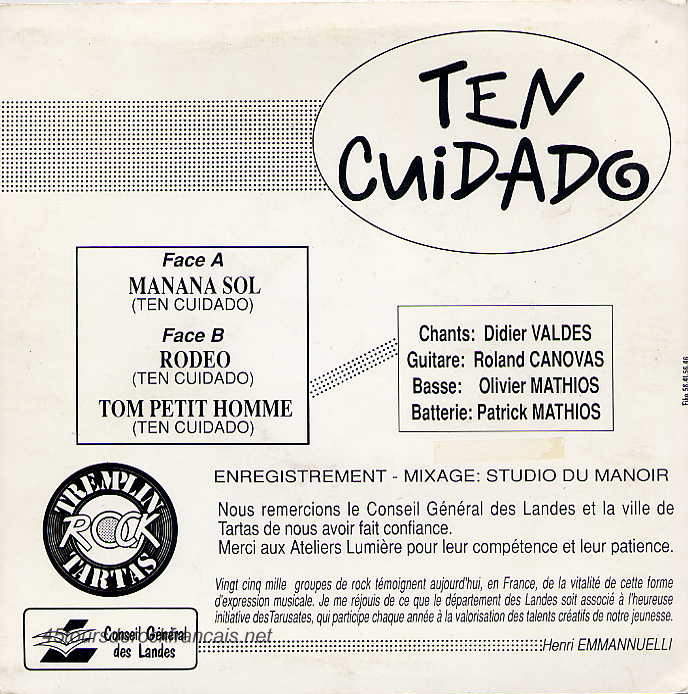 TEN
CUiDADO
Face A
MANANA SOL
(TEN CUIDADO)
Face B
RODEO
(TEN CUIDADO)
TOM PETIT HOMME
(TEN CUIDADO)
Chants: Didier VALDES
Guitare: Roland CANOVAS
Basse: Olivier MATHIOS
Batterie: Patrick MATHIOS
TREMPLIN
ROCK
TARTAS
ENREGISTREMENT - MIXAGE: STUDIO DU MANOIR
Nous remercions le Conseil Général des Landes et la ville de
Tartas de nous avoir fait confiance.
Merci aux Ateliers Lumière pour leur compétence et leur patience.
Vingt cinq mille groupes de rock témoignent aujourd'hui, en France, de la vitalité de cette forme
d'expression musicale. Je me réjouis de ce que le département des Landes soit associé à l'heureuse
initiative des Tarusates, qui participe chaque année à la valorisation des talents créatifs de notre jeunesse.
Henri EMMANNUELLI
Conseil Général
des Landes